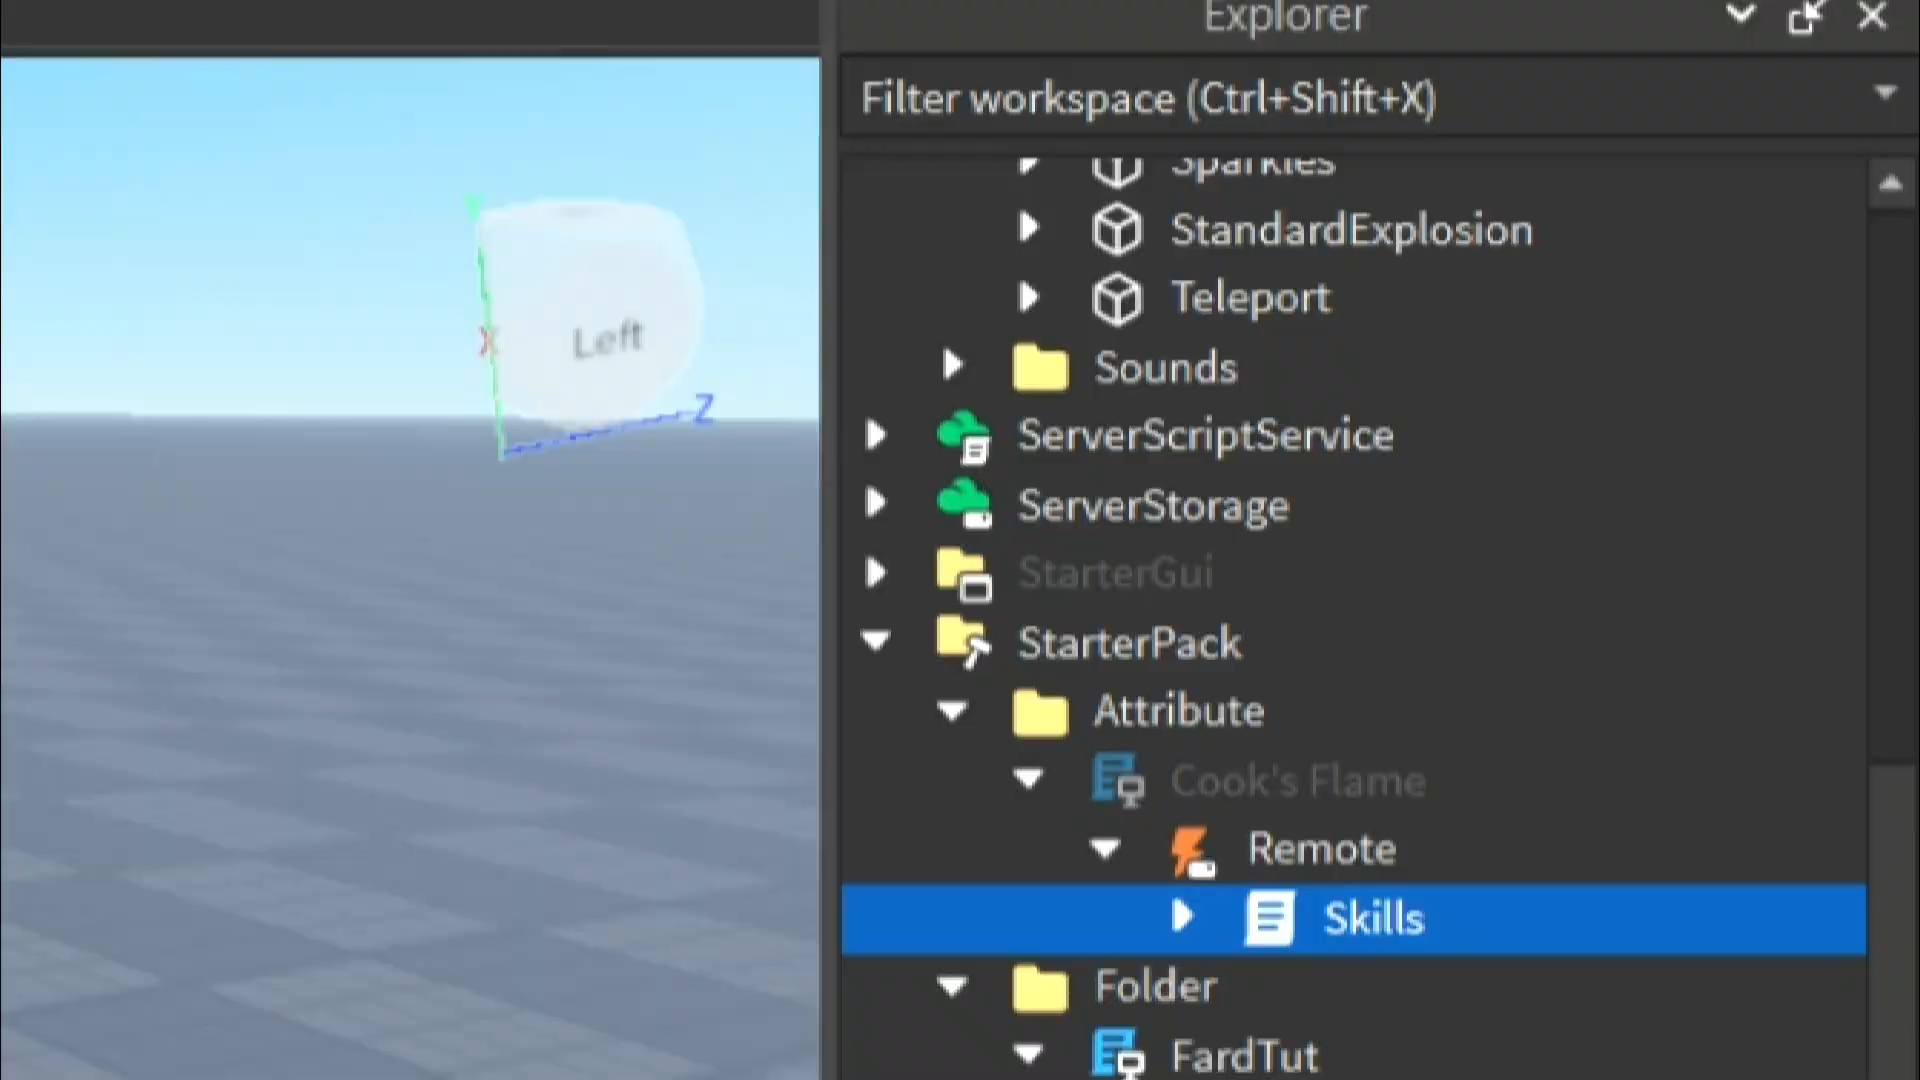 Explorer
Filter workspace (Ctrl+Shift+X)
Sparkles
StandardExplosion
Teleport
Sounds
ServerScriptService
ServerStorage
StarterGui
StarterPack
Attribute
Cook's Flame
Remote
Skills
Folder
FardTut
Left
X
Z